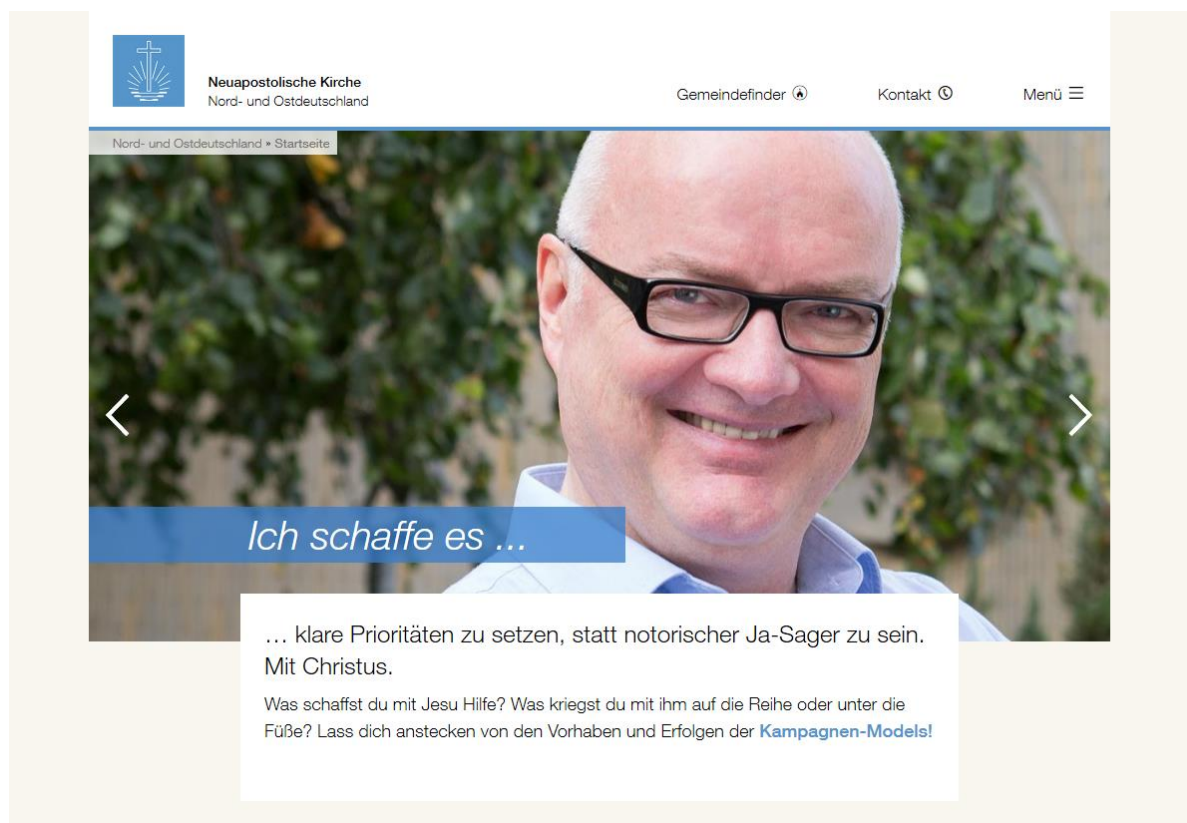 Neuapostolische Kirche
Nord- und Ostdeutschland
Gemeindefinder
Kontakt
Menü
Nord- und Ostdeutschland » Startseite
Ich schaffe es ...
… klare Prioritäten zu setzen, statt notorischer Ja-Sager zu sein.
Mit Christus.
Was schaffst du mit Jesu Hilfe? Was kriegst du mit ihm auf die Reihe oder unter die
Füße? Lass dich anstecken von den Vorhaben und Erfolgen der Kampagnen-Models!